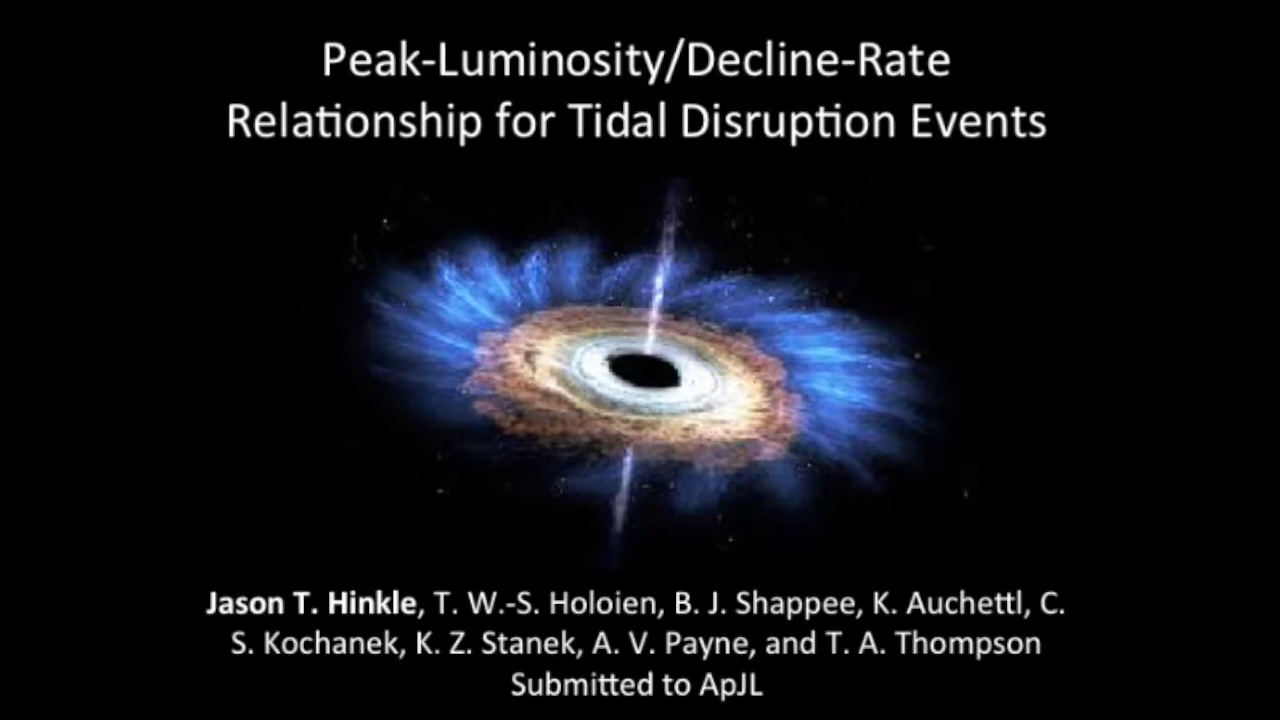 Peak-Luminosity/Decline-Rate
Relationship for Tidal Disruption Events
Jason T. Hinkle, T. W.-S. Holoien, B. J. Shappee, K. Auchettl, C.
S. Kochanek, K. Z. Stanek, A. V. Payne, and T. A. Thompson
Submitted to ApJL